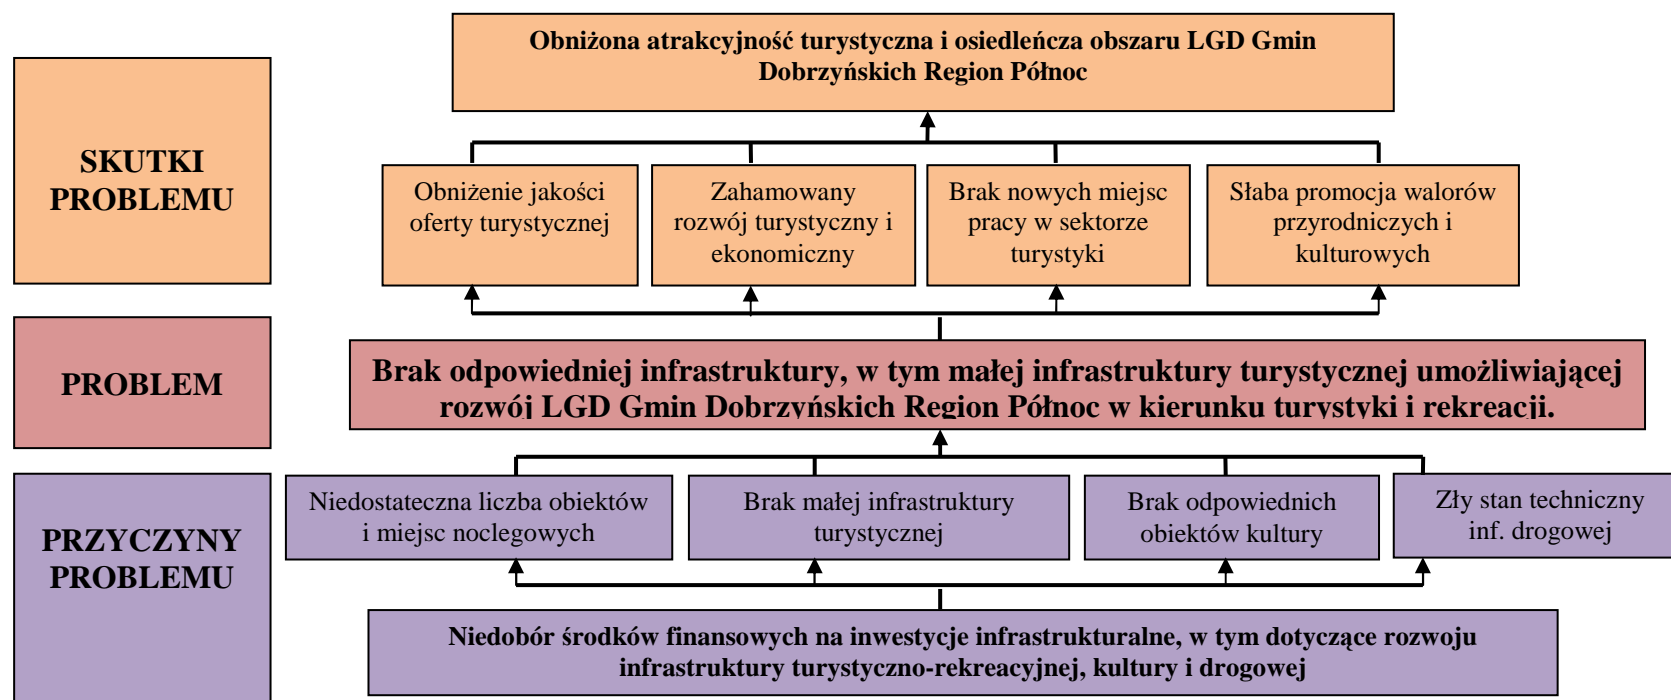 Obniżona atrakcyjność turystyczna i osiedleńcza obszaru LGD Gmin
Dobrzyńskich Region Północ
SKUTKI
PROBLEMU
Obniżenie jakości
oferty turystycznej
Zahamowany
rozwój turystyczny i
ekonomiczny
Brak nowych miejsc
pracy w sektorze
turystyki
Słaba promocja walorów
przyrodniczych i
kulturowych
PROBLEM
Brak odpowiedniej infrastruktury, w tym małej infrastruktury turystycznej umożliwiającej
rozwój LGD Gmin Dobrzyńskich Region Północ w kierunku turystyki i rekreacji.
PRZYCZYNY
PROBLEMU
Niedostateczna liczba obiektów
i miejsc noclegowych
Brak małej infrastruktury
turystycznej
Brak odpowiednich
obiektów kultury
Zły stan techniczny
inf. drogowej
Niedobór środków finansowych na inwestycje infrastrukturalne, w tym dotyczące rozwoju
infrastruktury turystyczno-rekreacyjnej, kultury i drogowej